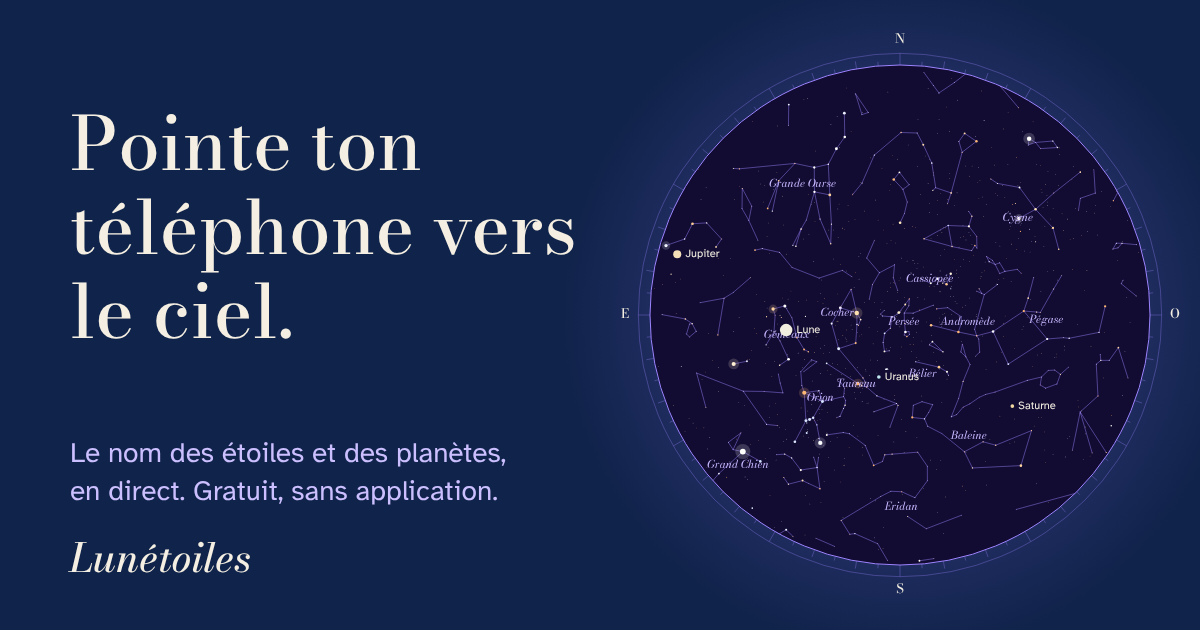 Pointe ton
téléphone vers
le ciel.
Le nom des étoiles et des planètes,
en direct. Gratuit, sans application.
Lunétoiles
N
Grande Ourse
Cygne
Jupiter
Cassiopée
E
Cocher
Persée
Andromède
Pégase
O
Lune
Gémeaux
Taureau
Uranus
Bélier
Orion
Saturne
Baleine
Grand Chien
Eridan
S